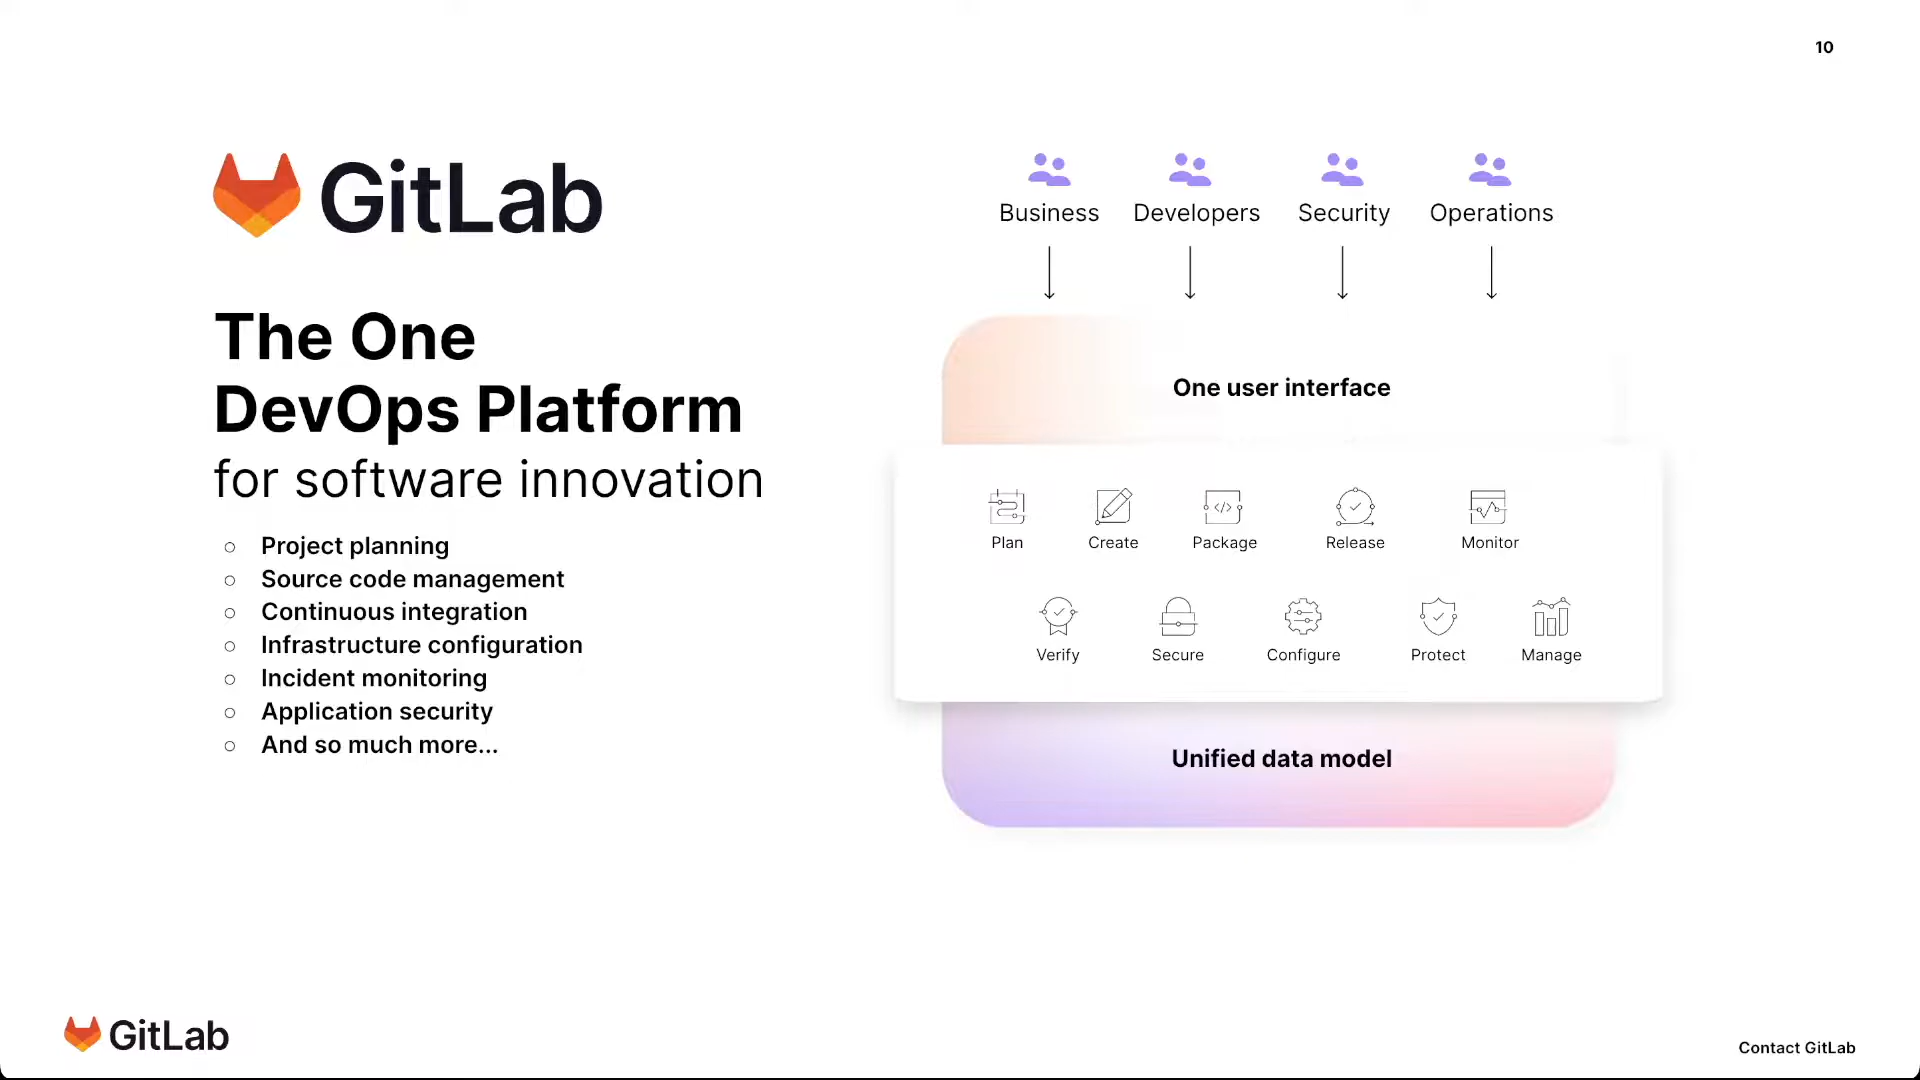 10
GitLab
The One
DevOps Platform
for software innovation
Project planning
Source code management
Continuous integration
Infrastructure configuration
Incident monitoring
Application security
And so much more...
Business Developers Security Operations
One user interface
Plan Create Package Release Monitor
Verify Secure Configure Protect Manage
Unified data model
GitLab
Contact GitLab